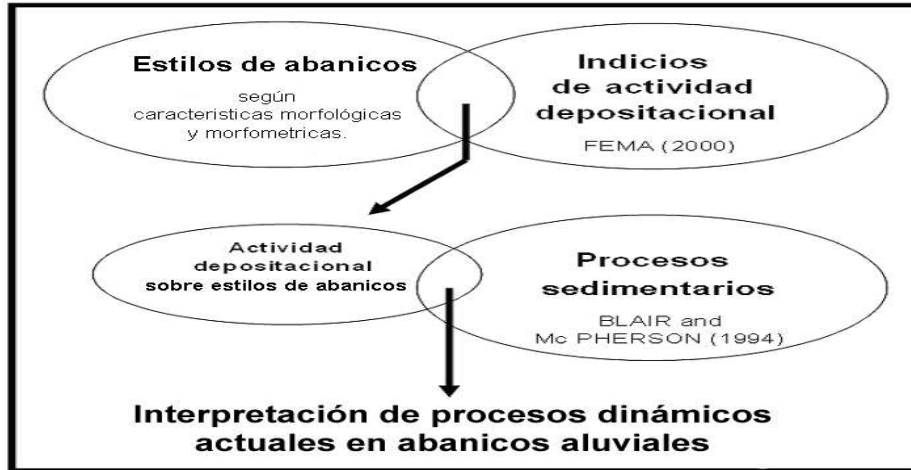 Estilos de abanicos
según
caracteristicas morfológicas
y morfometricas.
Indicios
de actividad
depositacional
FEMA (2000)
Actividad
depositacional
sobre estilos de abanicos
Procesos
sedimentarios
BLAIR and
Mc PHERSON (1994)
Interpretación de procesos dinámicos
actuales en abanicos aluviales